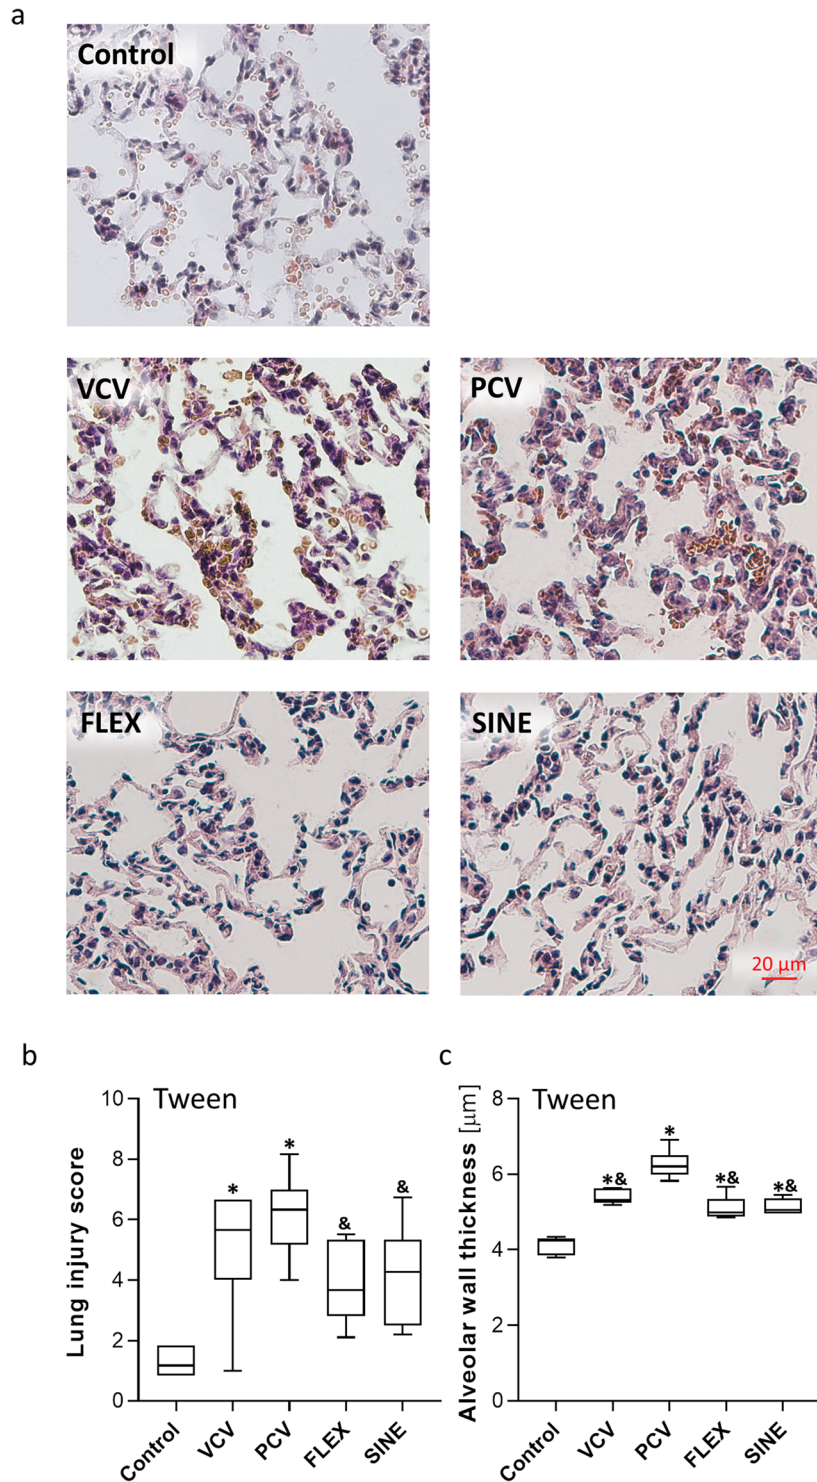 a
Control
VCV
PCV
FLEX
SINE
20 μm
b
Tween
Lung injury score
10
8
6
4
2
0
*
*
&
&
Control
VCV
PCV
FLEX
SINE
c
Tween
Alveolar wall thickness [μm]
8
6
4
2
0
*&
*
*&
*&
Control
VCV
PCV
FLEX
SINE